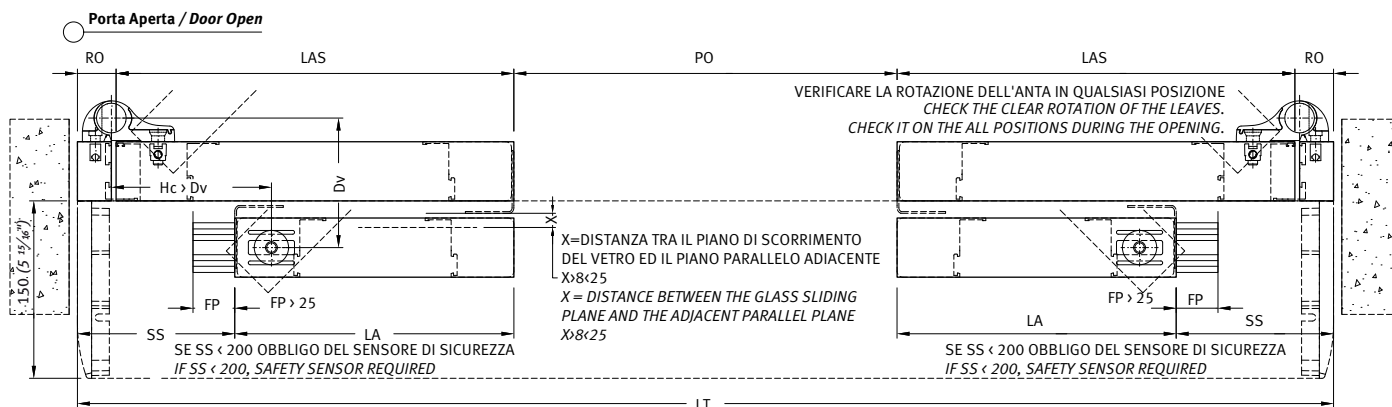 Porta Aperta / Door Open
RO LAS PO LAS RO
VERIFICARE LA ROTAZIONE DELL'ANTA IN QUALSIASI POSIZIONE
CHECK THE CLEAR ROTATION OF THE LEAVES.
CHECK IT ON THE ALL POSITIONS DURING THE OPENING.
Hc › Dv
Dv
X
150. (5 15/16")
X=DISTANZA TRA IL PIANO DI SCORRIMENTO
DEL VETRO ED IL PIANO PARALLELO ADIACENTE
X›8‹25
X = DISTANCE BETWEEN THE GLASS SLIDING
PLANE AND THE ADJACENT PARALLEL PLANE
X›8‹25
FP FP › 25
FP › 25 FP
SS LA
LA SS
SE SS ‹ 200 OBBLIGO DEL SENSORE DI SICUREZZA
IF SS ‹ 200, SAFETY SENSOR REQUIRED
SE SS ‹ 200 OBBLIGO DEL SENSORE DI SICUREZZA
IF SS ‹ 200, SAFETY SENSOR REQUIRED
LT